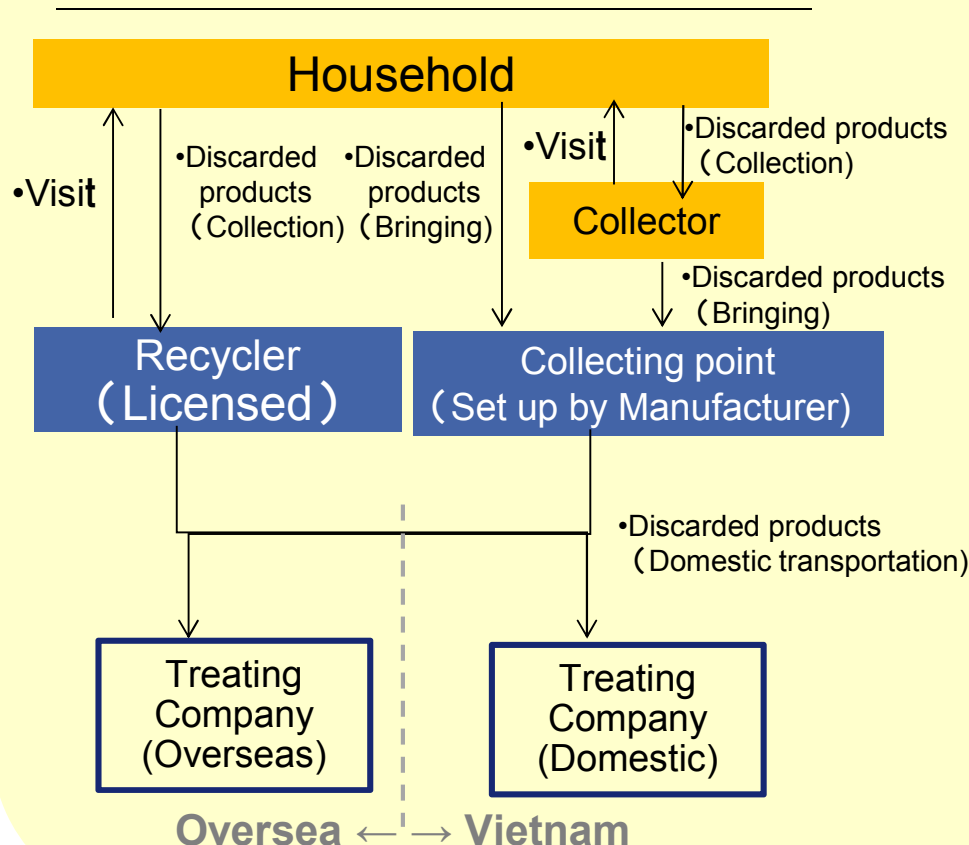 Household
•Visit
•Discarded
products
（Collection)
•Discarded
products
（Bringing)
•Visit
•Discarded products
（Collection)
Collector
•Discarded products
（Bringing)
Recycler
（Licensed）
Collecting point
（Set up by Manufacturer)
•Discarded products
（Domestic transportation)
Treating
Company
(Overseas)
Treating
Company
(Domestic)
Oversea ← → Vietnam